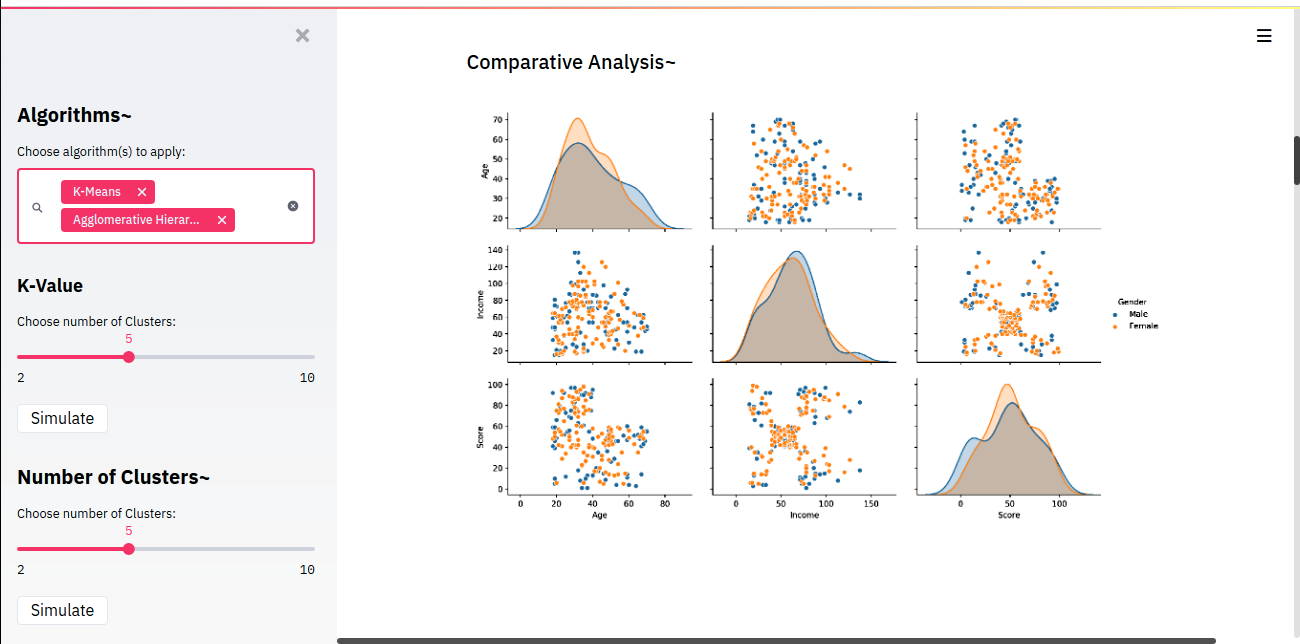 Algorithms~
Choose algorithm(s) to apply:
K-Means
Agglomerative Hierar...
K-Value
Choose number of Clusters:
5
2 10
Simulate
Number of Clusters~
Choose number of Clusters:
5
2 10
Simulate
Comparative Analysis~
70
60
50
40
30
20
Age
140
120
100
80
60
40
20
Income
100
80
60
40
20
0
Score
0 20 40 60 80
Age
0 50 100 150
Income
0 50 100
Score
Gender
Male
Female